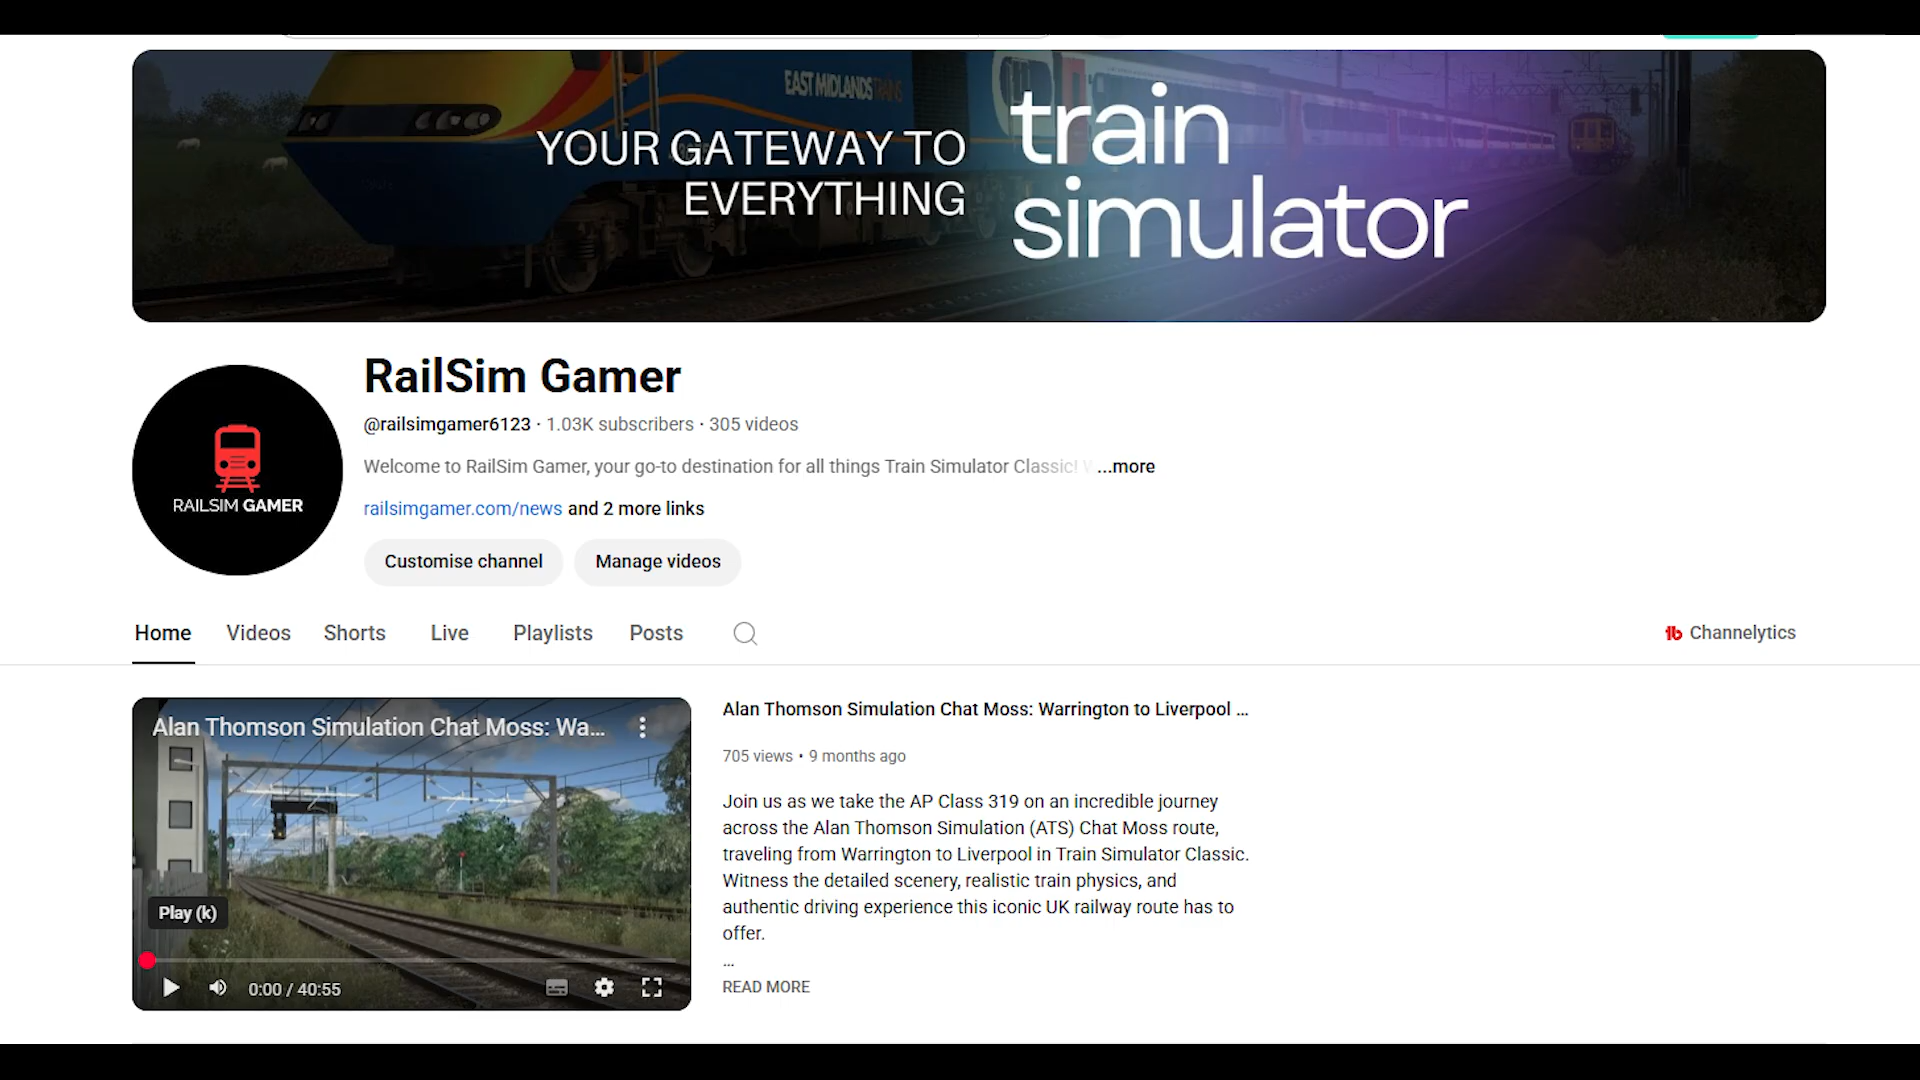 EAST MIDLANDS TRAINS
YOUR GATEWAY TO
EVERYTHING
train
simulator
RAILSIM GAMER
RailSim Gamer
@railsimgamer6123 · 1.03K subscribers · 305 videos
Welcome to RailSim Gamer, your go-to destination for all things Train Simulator Classic! ...more
railsimgamer.com/news and 2 more links
Customise channel
Manage videos
Home Videos Shorts Live Playlists Posts
Channelytics
Alan Thomson Simulation Chat Moss: Wa...
Play (k)
0:00 / 40:55
Alan Thomson Simulation Chat Moss: Warrington to Liverpool ...
705 views • 9 months ago
Join us as we take the AP Class 319 on an incredible journey
across the Alan Thomson Simulation (ATS) Chat Moss route,
traveling from Warrington to Liverpool in Train Simulator Classic.
Witness the detailed scenery, realistic train physics, and
authentic driving experience this iconic UK railway route has to
offer.
...
READ MORE